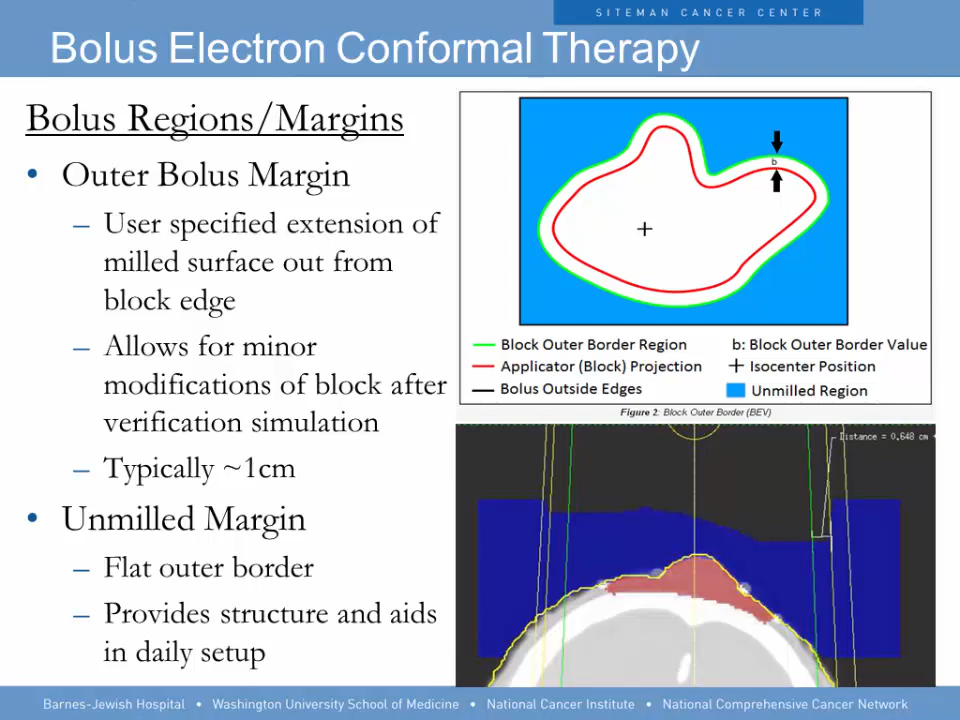 SITEMAN CANCER CENTER
Bolus Electron Conformal Therapy
Bolus Regions/Margins
• Outer Bolus Margin
– User specified extension of
milled surface out from
block edge
– Allows for minor
modifications of block after
verification simulation
– Typically ~1cm
• Unmilled Margin
– Flat outer border
– Provides structure and aids
in daily setup
b
Block Outer Border Region
b: Block Outer Border Value
Applicator (Block) Projection
Isocenter Position
Bolus Outside Edges
Unmilled Region
Figure 2: Block Outer Border (BEV)
Distance = 0.648 cm
Barnes-Jewish Hospital • Washington University School of Medicine • National Cancer Institute • National Comprehensive Cancer Network